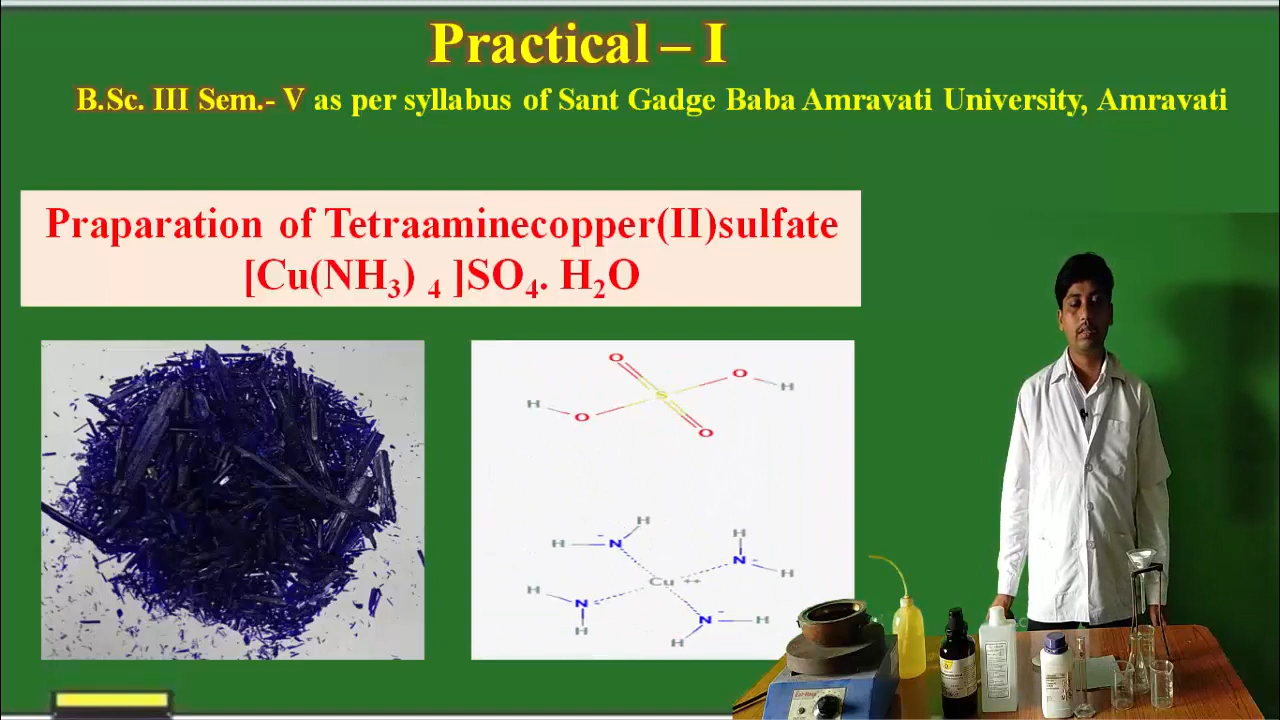 Practical – I
B.Sc. III Sem.- V as per syllabus of Sant Gadge Baba Amravati University, Amravati
Praparation of Tetraaminecopper(II)sulfate
[Cu(NH₃) ₄ ]SO₄. H₂O
O
O
H
S
H
O
O
H
H
N
H
H
N
Cu ++
H
H
N
H
N
H
H